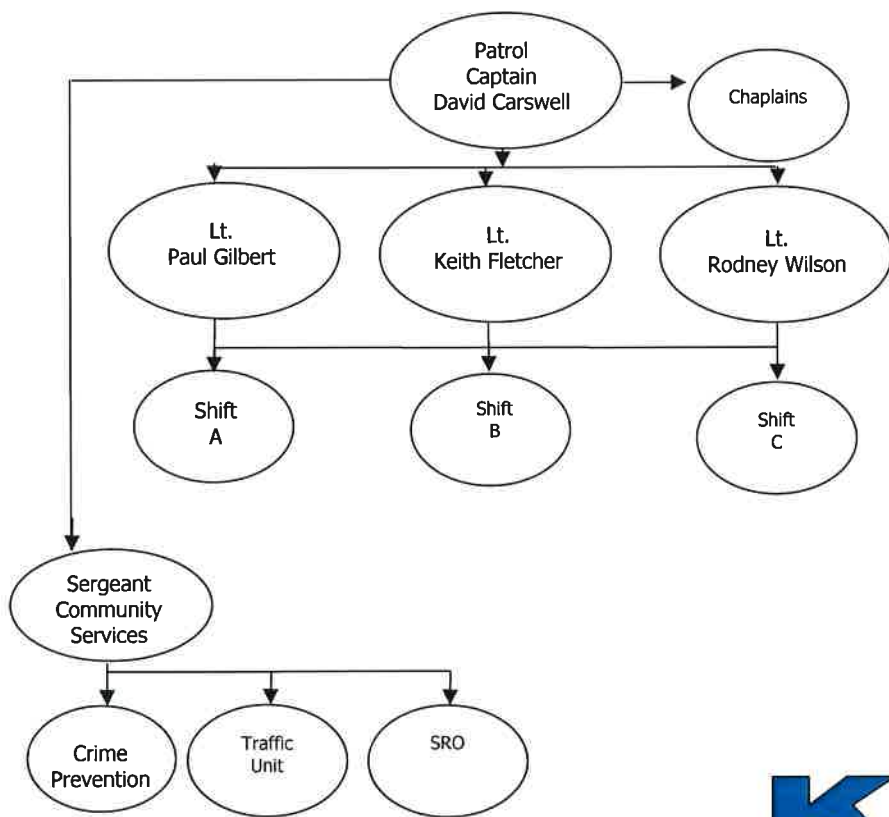 Patrol
Captain
David Carswell
Chaplains
Lt.
Paul Gilbert
Lt.
Keith Fletcher
Lt.
Rodney Wilson
Shift
A
Shift
B
Shift
C
Sergeant
Community
Services
Crime
Prevention
Traffic
Unit
SRO
K